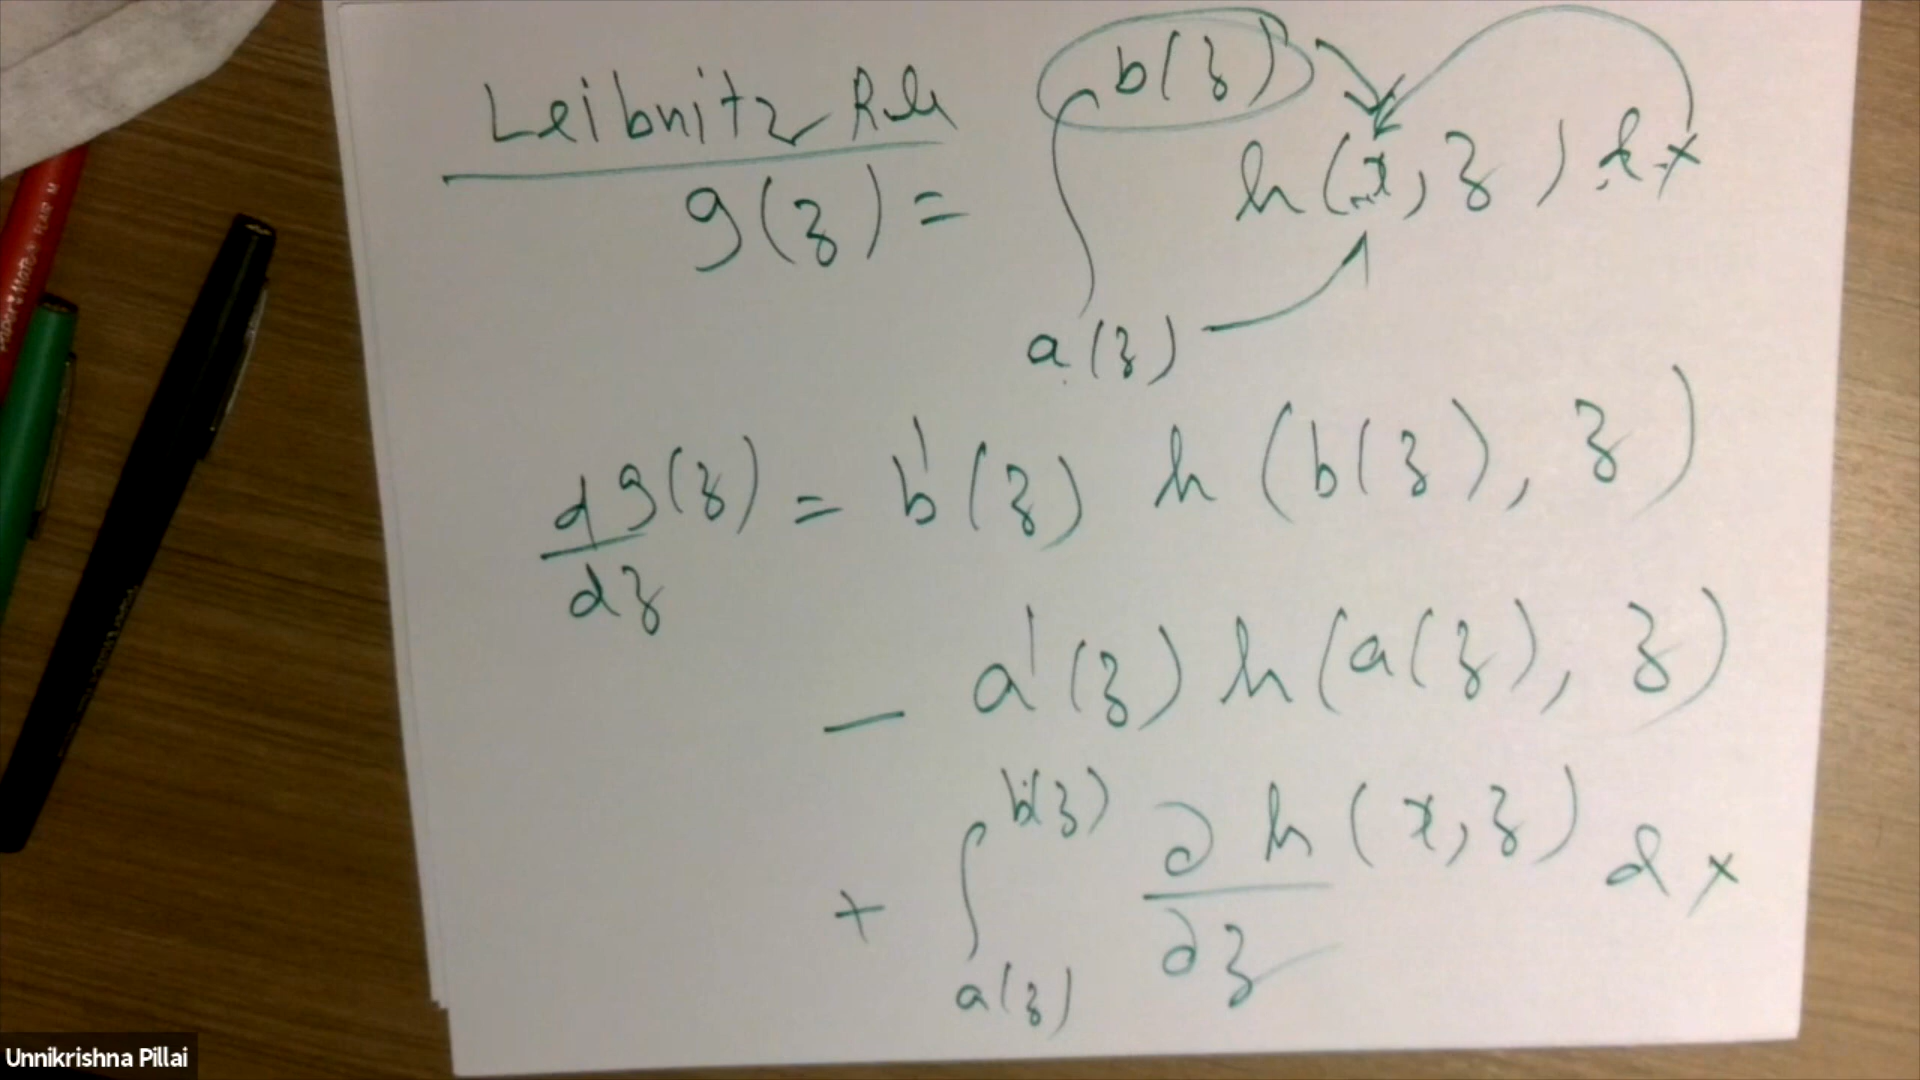 Leibnitz Rule
g(z) = ∫_{a(z)}^{b(z)} h(x, z) dx
dg(z)/dz = b'(z) h(b(z), z)
− a'(z) h(a(z), z)
+ ∫_{a(z)}^{b(z)} ∂h(x, z)/∂z dx
Unnikrishna Pillai